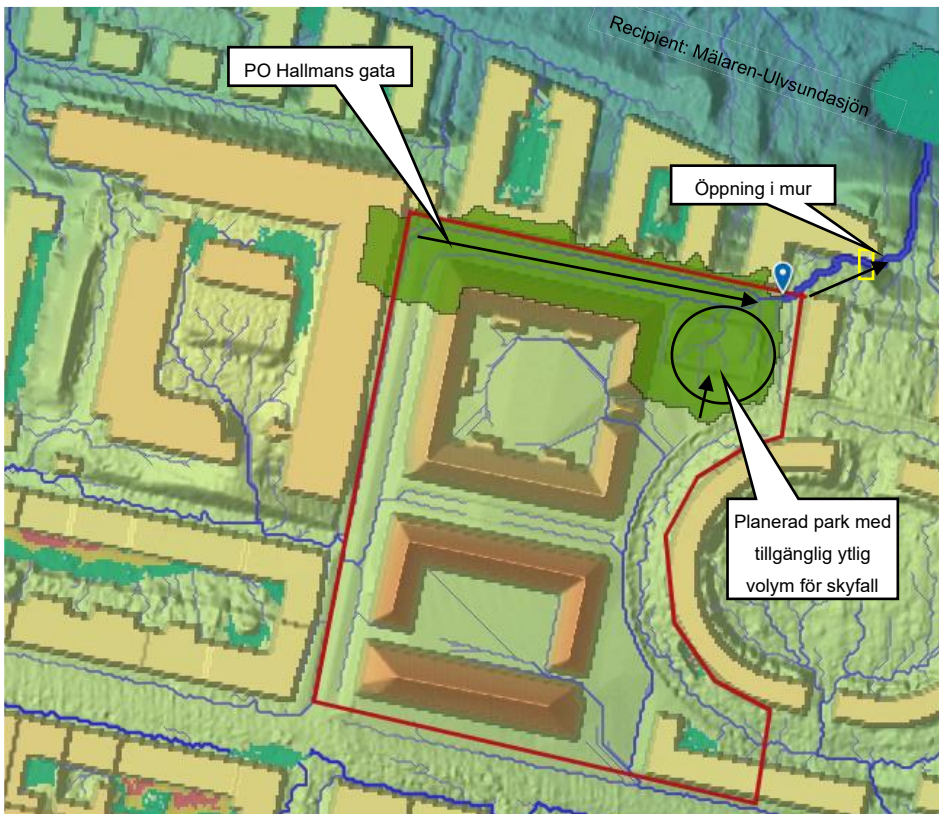 Recipient: Mälaren-Ulvsundasjön
PO Hallmans gata
Öppning i mur
Planerad park med
tillgänglig ytlig
volym för skyfall